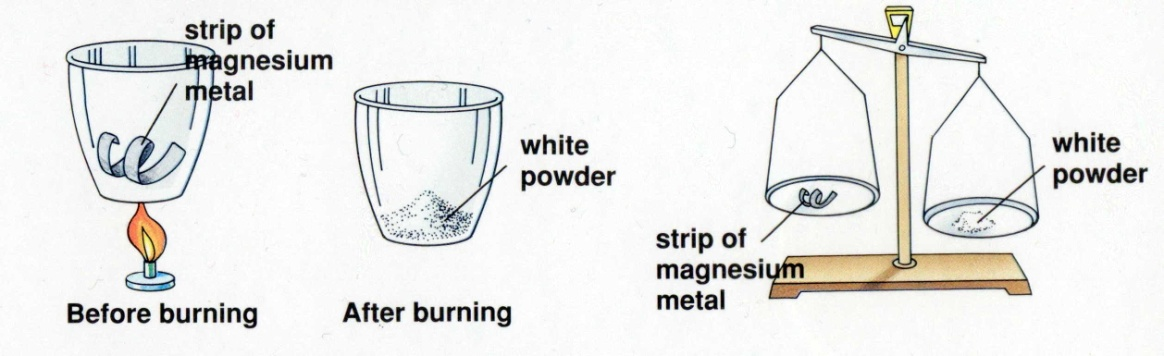 strip of
magnesium
metal
Before burning
white
powder
After burning
strip of
magnesium
metal
white
powder